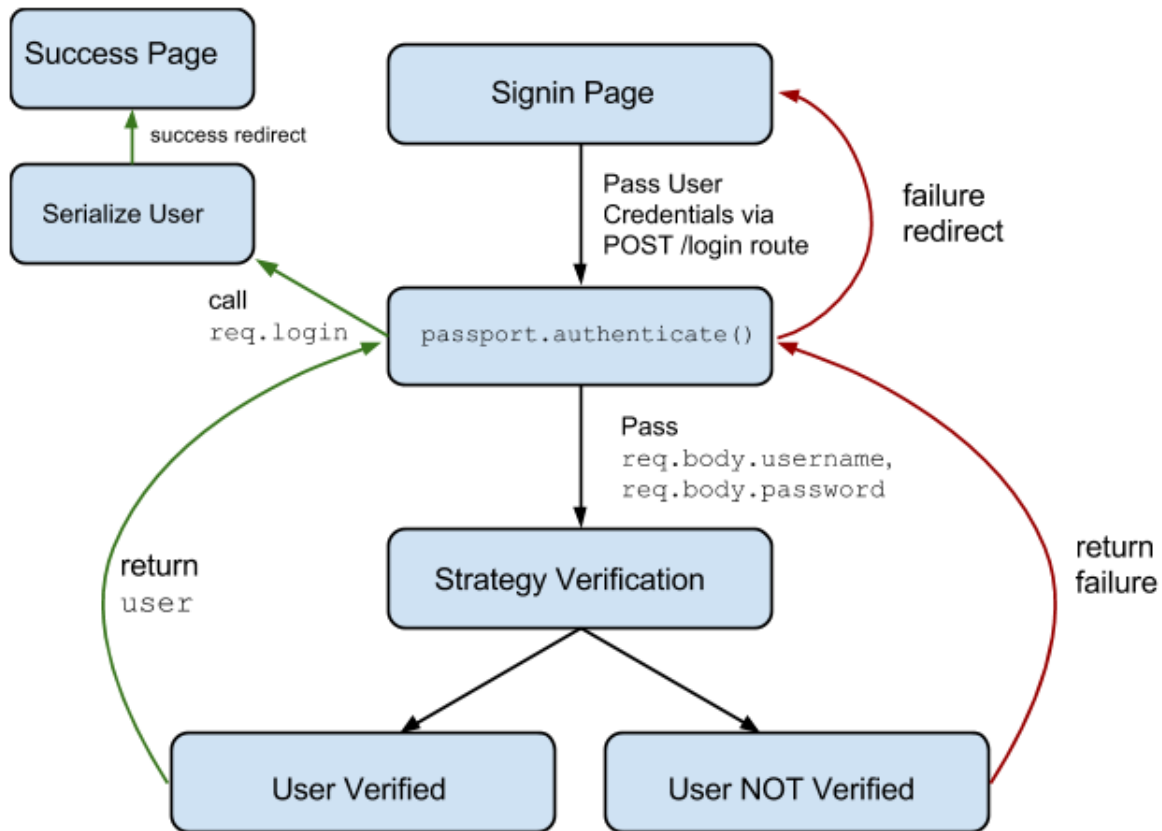 Success Page
Signin Page
success redirect
Serialize User
Pass User
Credentials via
POST /login route
failure
redirect
call
req.login
passport.authenticate()
Pass
req.body.username,
req.body.password
return
user
return
failure
Strategy Verification
User Verified
User NOT Verified